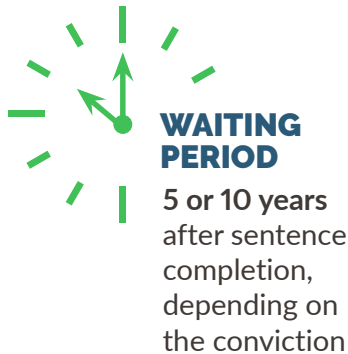 WAITING
PERIOD
5 or 10 years
after sentence
completion,
depending on
the conviction